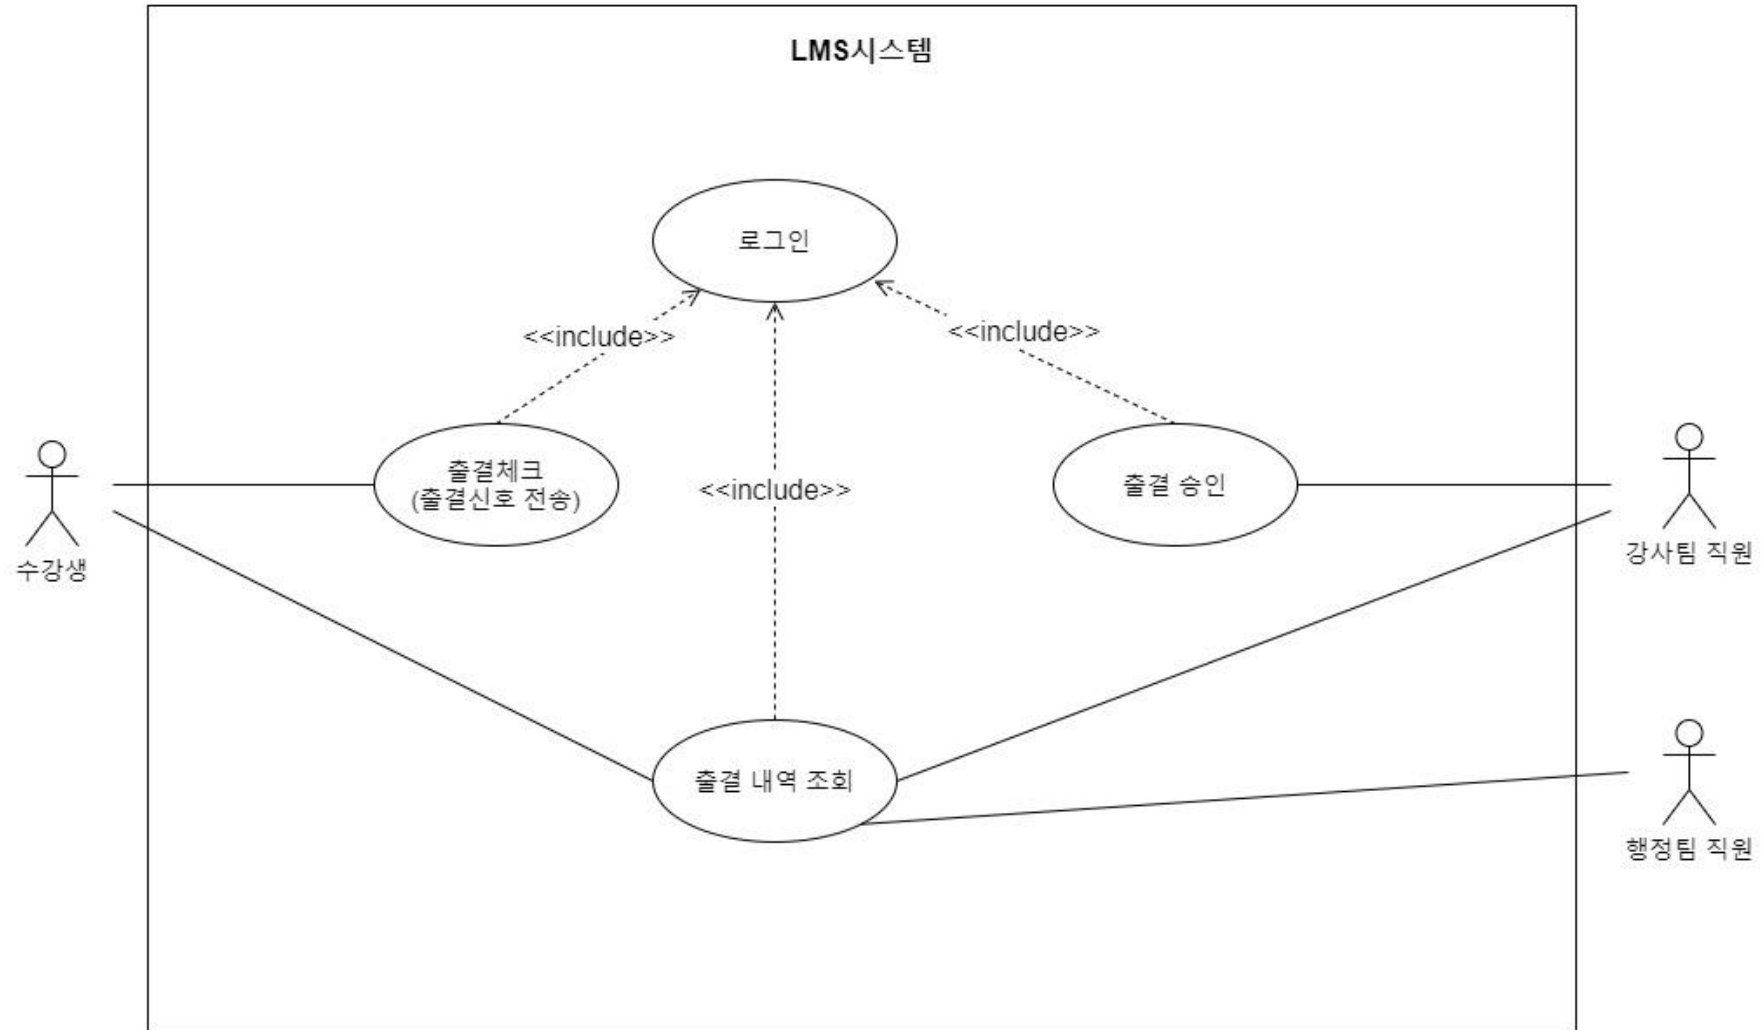 LMS시스템
로그인
<<include>>
<<include>>
출결체크
(출결신호 전송)
<<include>>
출결 승인
수강생
강사팀 직원
출결 내역 조회
행정팀 직원